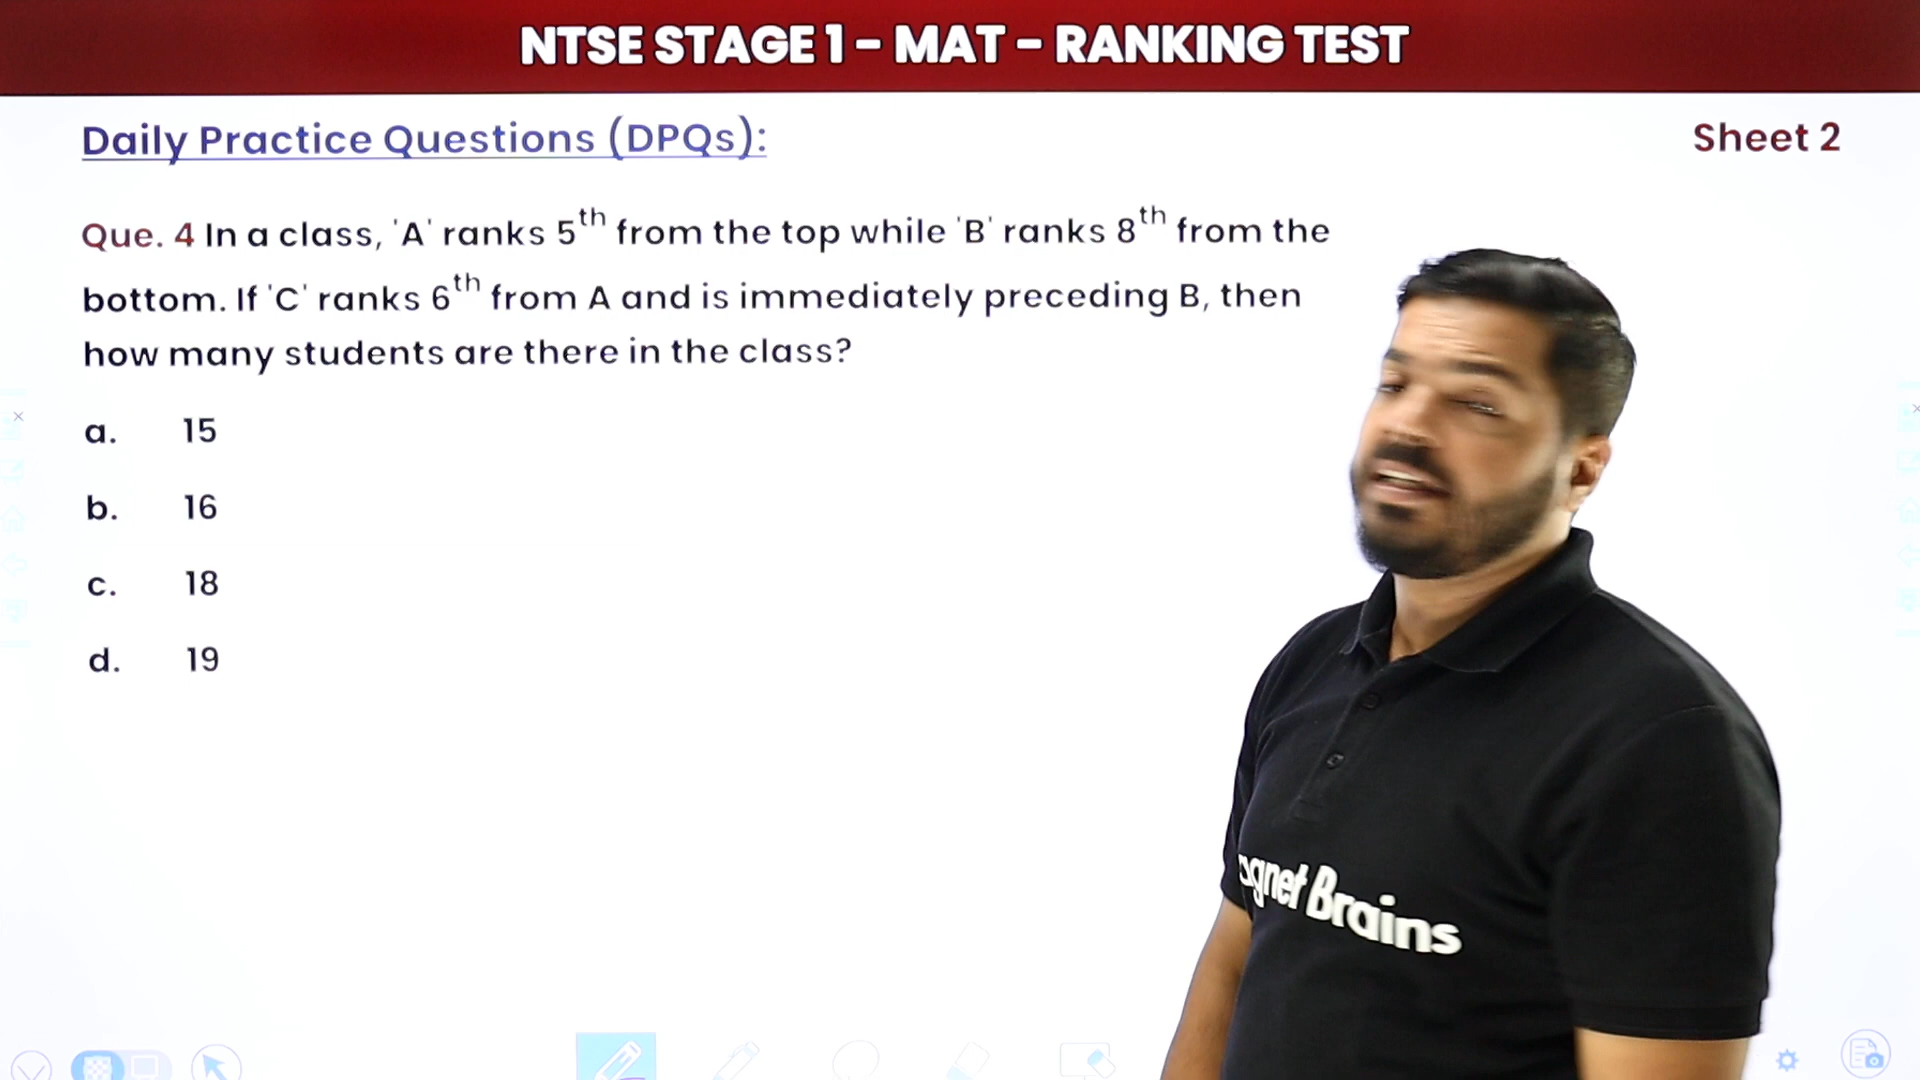 NTSE STAGE 1 – MAT – RANKING TEST
Daily Practice Questions (DPQs):
Sheet 2
Que. 4 In a class, 'A' ranks 5th from the top while 'B' ranks 8th from the
bottom. If 'C' ranks 6th from A and is immediately preceding B, then
how many students are there in the class?
a. 15
b. 16
c. 18
d. 19
agnet Brains